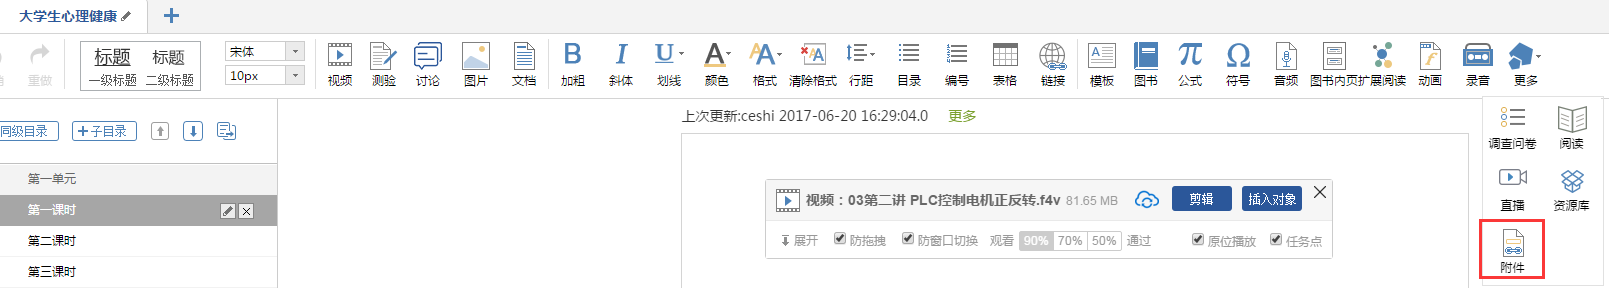 大学生心理健康
重做
标题 标题
一级标题 二级标题
宋体
10px
视频 测验 讨论 图片 文档 加粗 斜体 划线 颜色 格式 清除格式 行距 目录 编号 表格 链接 模板 图书 公式 符号 音频 图书内页 扩展阅读 动画 录音 更多
同级目录 子目录
上次更新:ceshi 2017-06-20 16:29:04.0 更多
调查问卷 阅读
第一单元
第一课时
第二课时
第三课时
视频：03第二讲 PLC控制电机正反转.f4v 81.65 MB 剪辑 插入对象
展开 防拖拽 防窗口切换 观看 90% 70% 50% 通过 原位播放 任务点
直播 资源库
附件